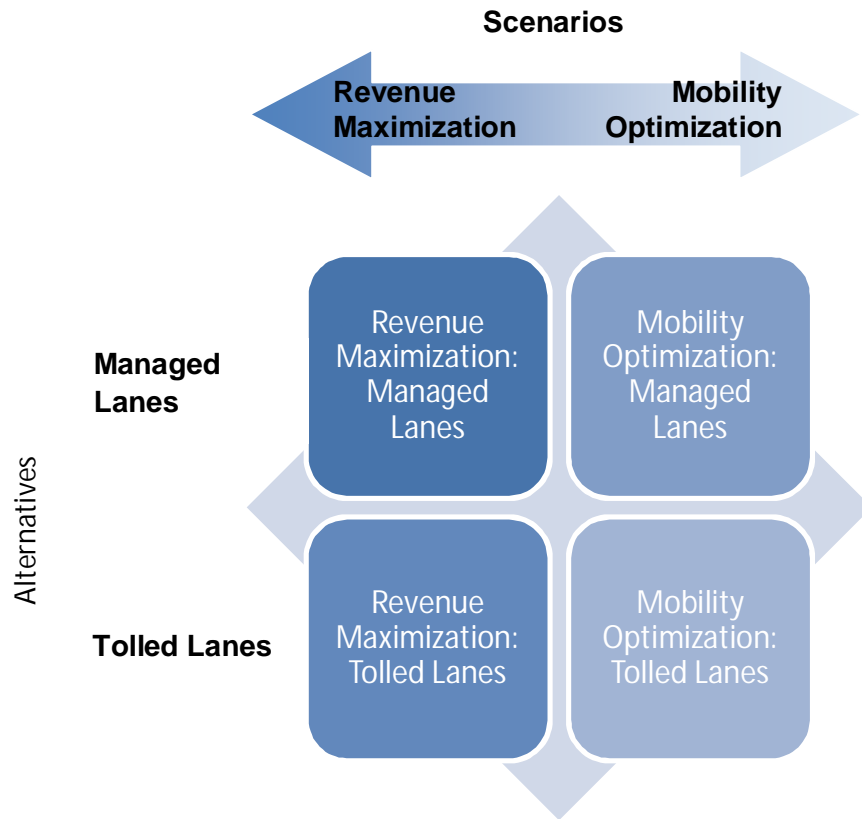 Scenarios
Revenue
Maximization
Mobility
Optimization
Managed
Lanes
Revenue
Maximization:
Managed
Lanes
Mobility
Optimization:
Managed
Lanes
Alternatives
Tolled Lanes
Revenue
Maximization:
Tolled Lanes
Mobility
Optimization:
Tolled Lanes